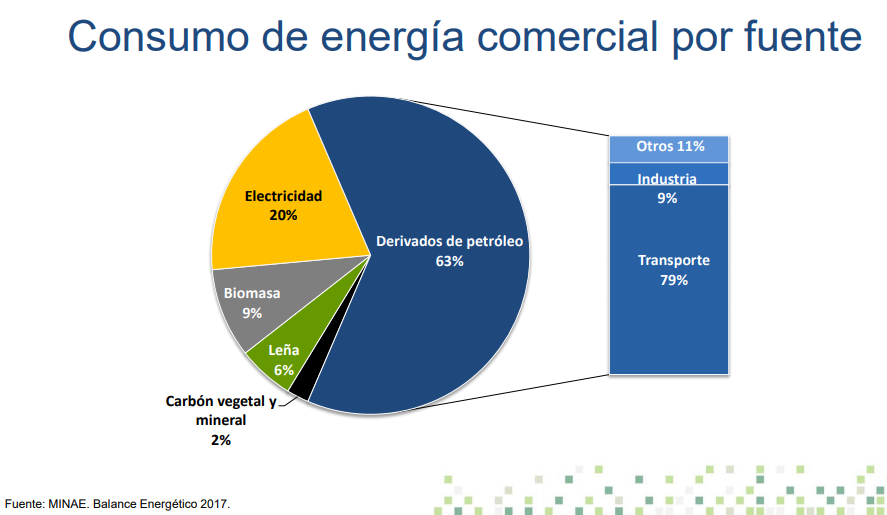 Consumo de energía comercial por fuente
Otros 11%
Industria
9%
Transporte
79%
Electricidad
20%
Derivados de petróleo
63%
Biomasa
9%
Leña
6%
Carbón vegetal y
mineral
2%
Fuente: MINAE. Balance Energético 2017.